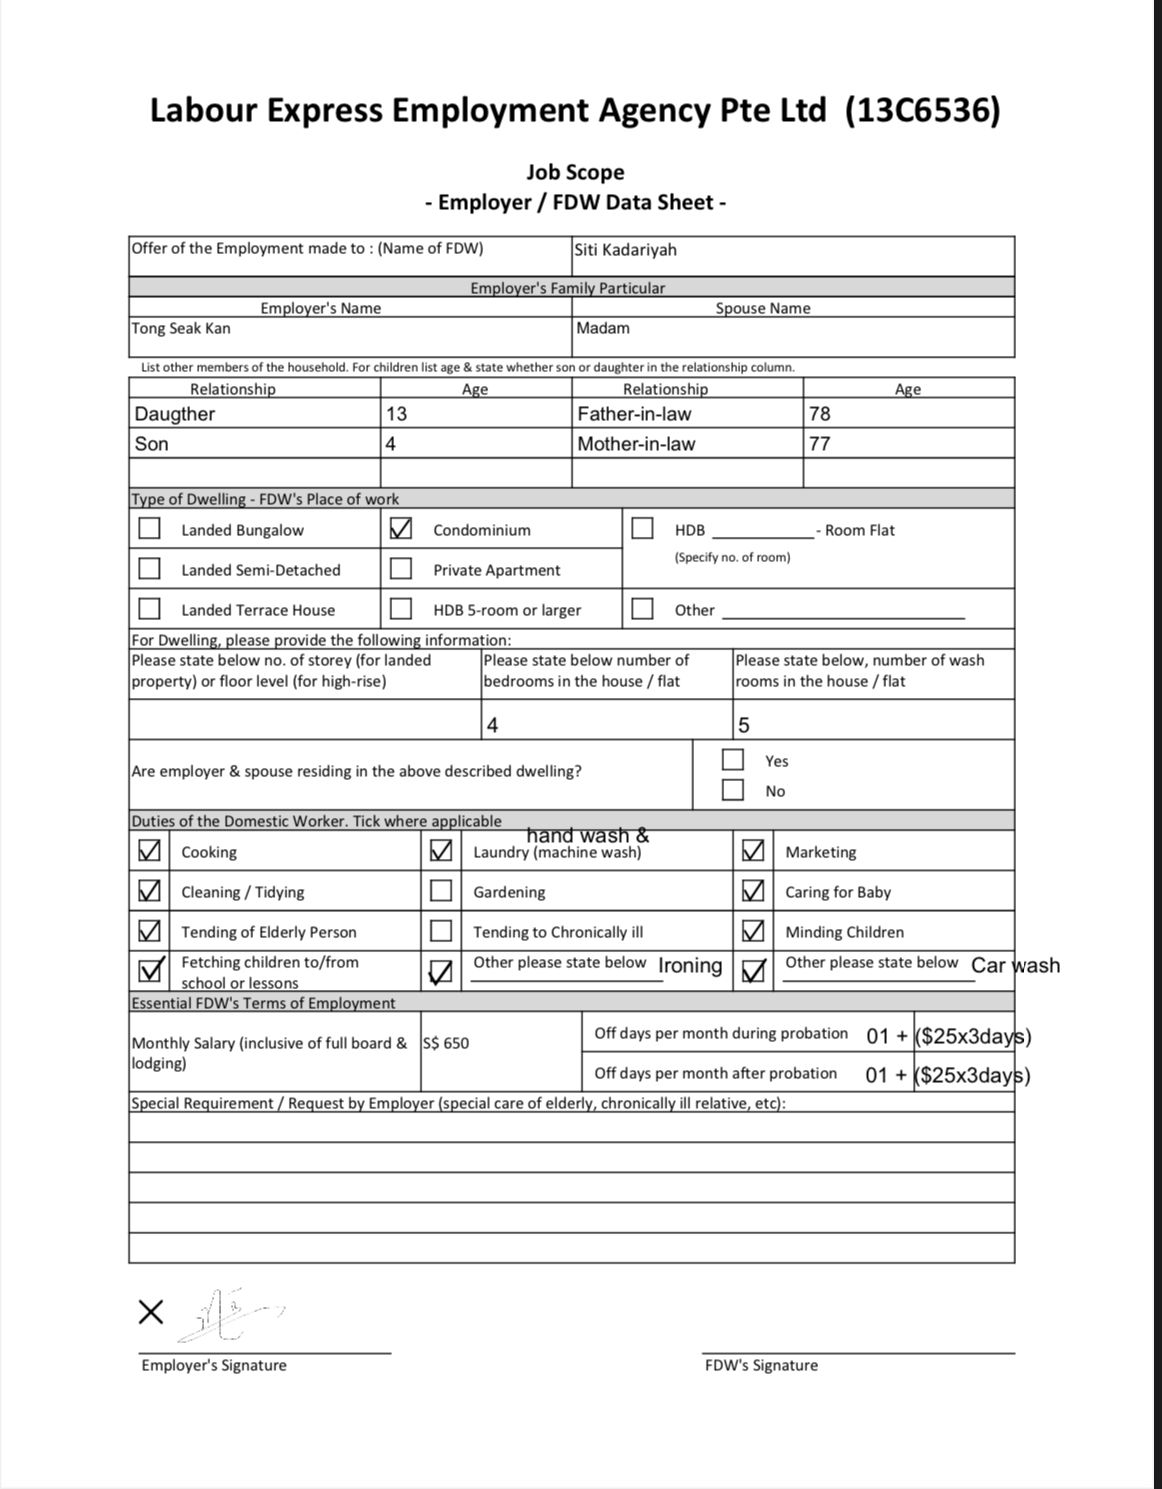 Labour Express Employment Agency Pte Ltd (13C6536)
Job Scope
- Employer / FDW Data Sheet -
Offer of the Employment made to : (Name of FDW) Siti Kadariyah
Employer's Family Particular
Employer's Name Spouse Name
Tong Seak Kan Madam
List other members of the household. For children list age & state whether son or daughter in the relationship column.
Relationship Age Relationship Age
Daugther 13 Father-in-law 78
Son 4 Mother-in-law 77
Type of Dwelling - FDW's Place of work
Landed Bungalow Condominium HDB ____________ - Room Flat
(Specify no. of room)
Landed Semi-Detached Private Apartment
Landed Terrace House HDB 5-room or larger Other ____________
For Dwelling, please provide the following information:
Please state below no. of storey (for landed property) or floor level (for high-rise)
Please state below number of bedrooms in the house / flat
Please state below, number of wash rooms in the house / flat
4 5
Are employer & spouse residing in the above described dwelling?
Yes
No
Duties of the Domestic Worker. Tick where applicable
hand wash &
Cooking Laundry (machine wash) Marketing
Cleaning / Tidying Gardening Caring for Baby
Tending of Elderly Person Tending to Chronically ill Minding Children
Fetching children to/from school or lessons Other please state below Ironing Other please state below Car wash
Essential FDW's Terms of Employment
Monthly Salary (inclusive of full board & lodging) S$ 650
Off days per month during probation 01 + ($25x3days)
Off days per month after probation 01 + ($25x3days)
Special Requirement / Request by Employer (special care of elderly, chronically ill relative, etc):
X
Employer's Signature FDW's Signature